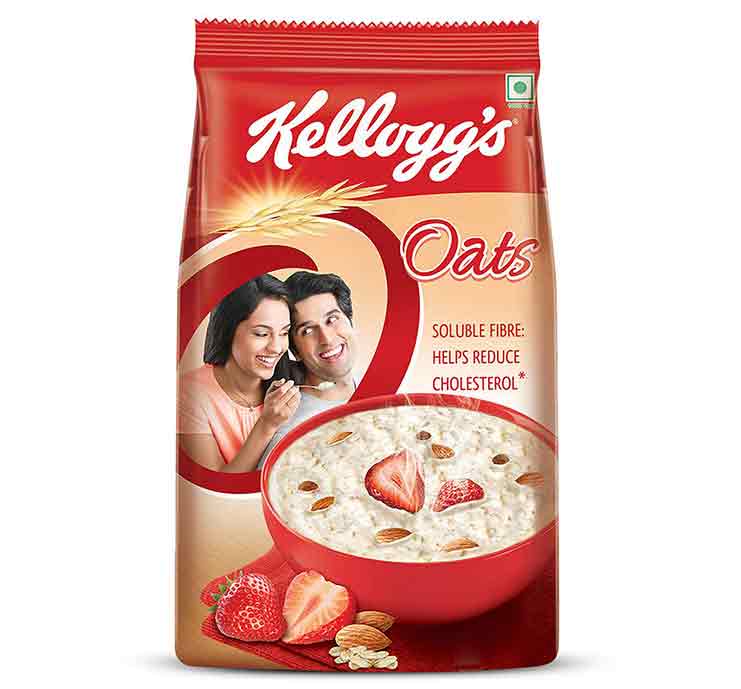 Kellogg's®
Oats
SOLUBLE FIBRE:
HELPS REDUCE
CHOLESTEROL*